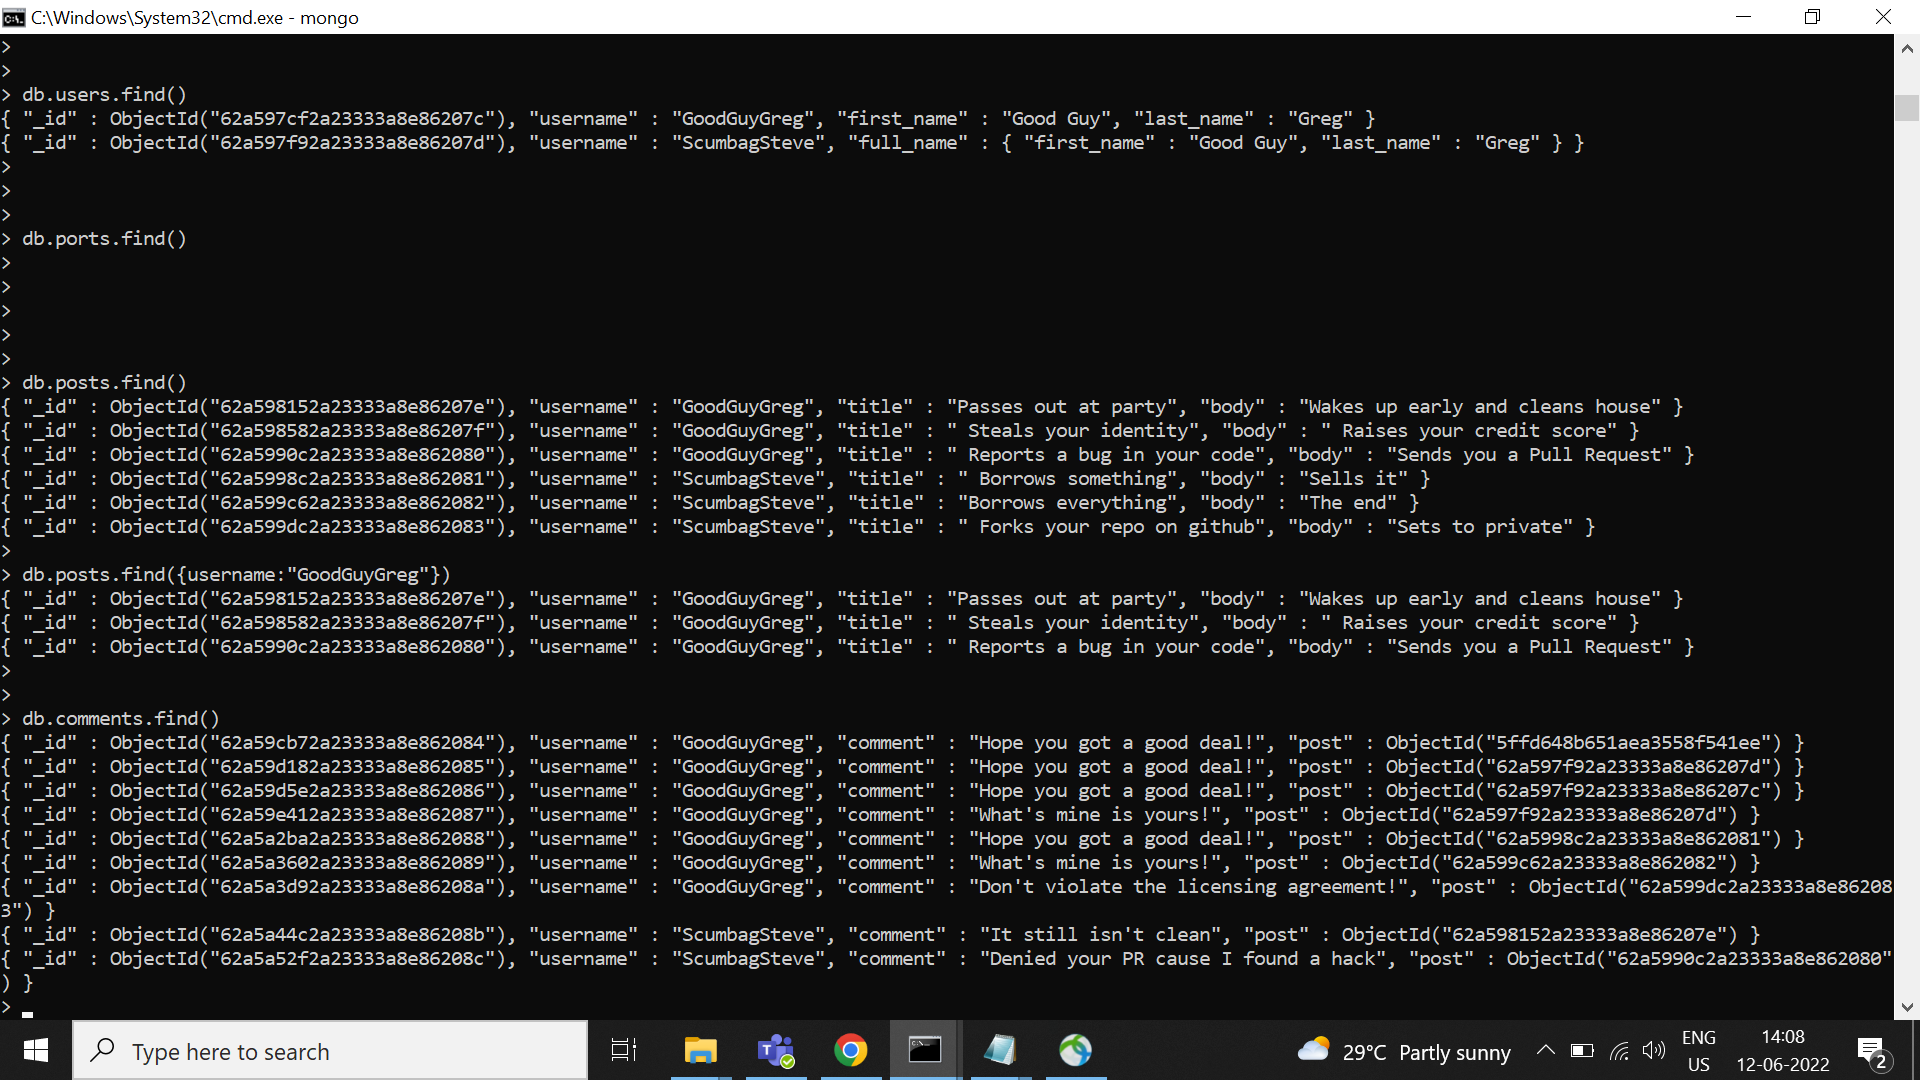 C:\Windows\System32\cmd.exe - mongo
>
>
> db.users.find()
{ "_id" : ObjectId("62a597cf2a23333a8e86207c"), "username" : "GoodGuyGreg", "first_name" : "Good Guy", "last_name" : "Greg" }
{ "_id" : ObjectId("62a597f92a23333a8e86207d"), "username" : "ScumbagSteve", "full_name" : { "first_name" : "Good Guy", "last_name" : "Greg" } }
>
>
>
> db.ports.find()
>
>
>
>
>
> db.posts.find()
{ "_id" : ObjectId("62a598152a23333a8e86207e"), "username" : "GoodGuyGreg", "title" : "Passes out at party", "body" : "Wakes up early and cleans house" }
{ "_id" : ObjectId("62a598582a23333a8e86207f"), "username" : "GoodGuyGreg", "title" : " Steals your identity", "body" : " Raises your credit score" }
{ "_id" : ObjectId("62a5990c2a23333a8e862080"), "username" : "GoodGuyGreg", "title" : " Reports a bug in your code", "body" : "Sends you a Pull Request" }
{ "_id" : ObjectId("62a5998c2a23333a8e862081"), "username" : "ScumbagSteve", "title" : " Borrows something", "body" : "Sells it" }
{ "_id" : ObjectId("62a599c62a23333a8e862082"), "username" : "ScumbagSteve", "title" : "Borrows everything", "body" : "The end" }
{ "_id" : ObjectId("62a599dc2a23333a8e862083"), "username" : "ScumbagSteve", "title" : " Forks your repo on github", "body" : "Sets to private" }
>
> db.posts.find({username:"GoodGuyGreg"})
{ "_id" : ObjectId("62a598152a23333a8e86207e"), "username" : "GoodGuyGreg", "title" : "Passes out at party", "body" : "Wakes up early and cleans house" }
{ "_id" : ObjectId("62a598582a23333a8e86207f"), "username" : "GoodGuyGreg", "title" : " Steals your identity", "body" : " Raises your credit score" }
{ "_id" : ObjectId("62a5990c2a23333a8e862080"), "username" : "GoodGuyGreg", "title" : " Reports a bug in your code", "body" : "Sends you a Pull Request" }
>
>
> db.comments.find()
{ "_id" : ObjectId("62a59cb72a23333a8e862084"), "username" : "GoodGuyGreg", "comment" : "Hope you got a good deal!", "post" : ObjectId("5ffd648b651aea3558f541ee") }
{ "_id" : ObjectId("62a59d182a23333a8e862085"), "username" : "GoodGuyGreg", "comment" : "Hope you got a good deal!", "post" : ObjectId("62a597f92a23333a8e86207d") }
{ "_id" : ObjectId("62a59d5e2a23333a8e862086"), "username" : "GoodGuyGreg", "comment" : "Hope you got a good deal!", "post" : ObjectId("62a597f92a23333a8e86207c") }
{ "_id" : ObjectId("62a59e412a23333a8e862087"), "username" : "GoodGuyGreg", "comment" : "What's mine is yours!", "post" : ObjectId("62a597f92a23333a8e86207d") }
{ "_id" : ObjectId("62a5a2ba2a23333a8e862088"), "username" : "GoodGuyGreg", "comment" : "Hope you got a good deal!", "post" : ObjectId("62a5998c2a23333a8e862081") }
{ "_id" : ObjectId("62a5a3602a23333a8e862089"), "username" : "GoodGuyGreg", "comment" : "What's mine is yours!", "post" : ObjectId("62a599c62a23333a8e862082") }
{ "_id" : ObjectId("62a5a3d92a23333a8e86208a"), "username" : "GoodGuyGreg", "comment" : "Don't violate the licensing agreement!", "post" : ObjectId("62a599dc2a23333a8e86208
3") }
{ "_id" : ObjectId("62a5a44c2a23333a8e86208b"), "username" : "ScumbagSteve", "comment" : "It still isn't clean", "post" : ObjectId("62a598152a23333a8e86207e") }
{ "_id" : ObjectId("62a5a52f2a23333a8e86208c"), "username" : "ScumbagSteve", "comment" : "Denied your PR cause I found a hack", "post" : ObjectId("62a5990c2a23333a8e862080"
) }
>
Type here to search
29°C Partly sunny
ENG
US
14:08
12-06-2022
2